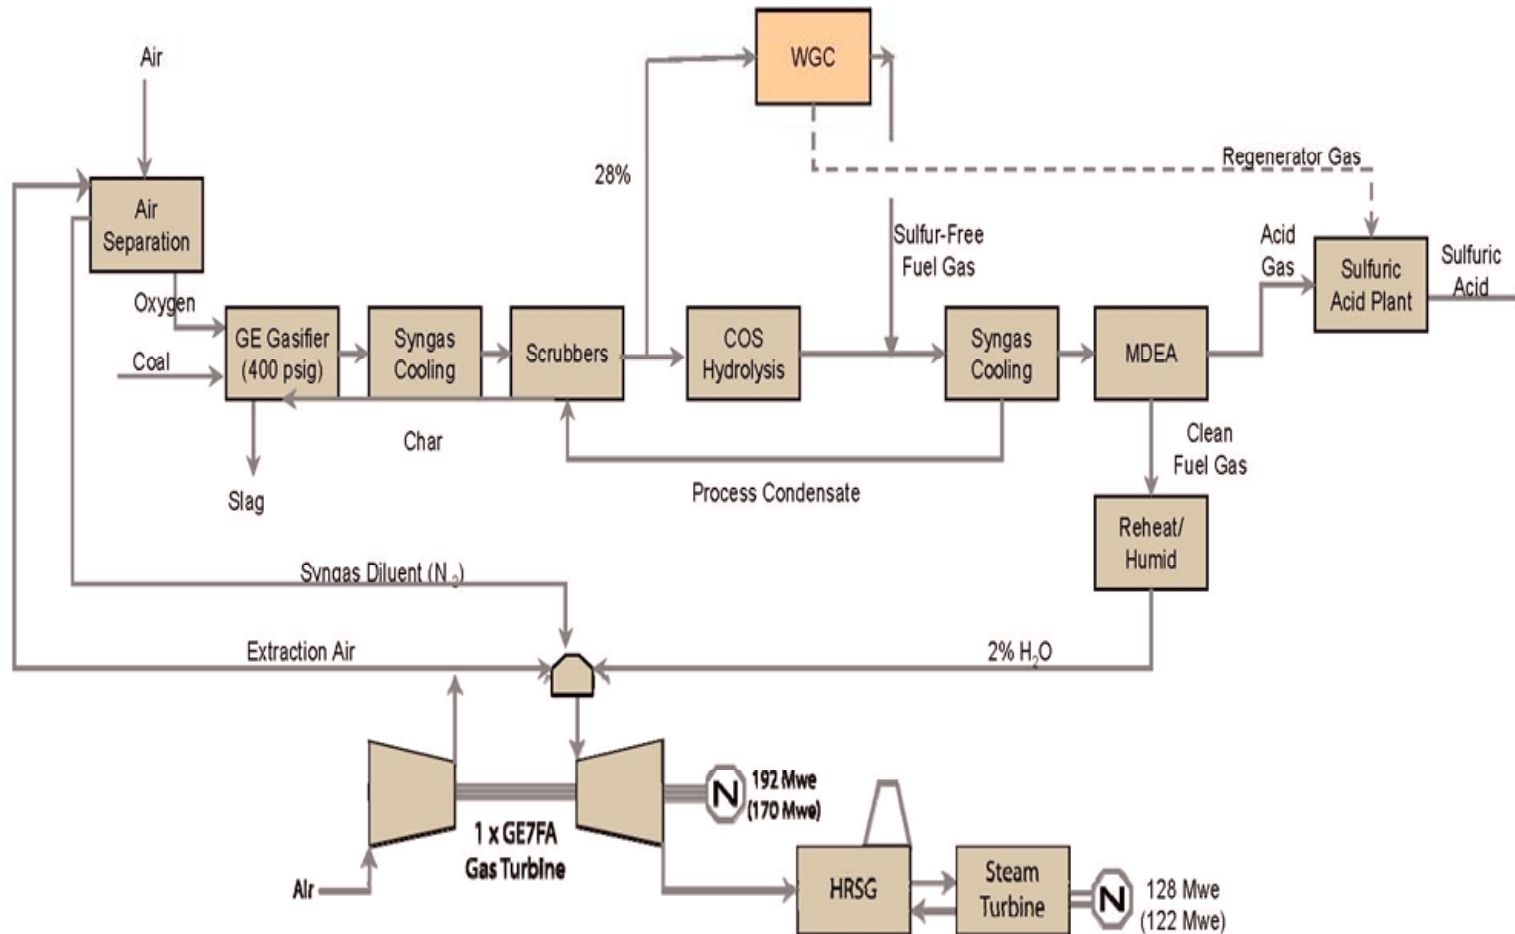 WGC
Air
28%
Regenerator Gas
Air
Separation
Sulfur-Free
Fuel Gas
Acid
Gas
Sulfuric
Acid Plant
Sulfuric
Acid
Oxygen
GE Gasifier
(400 psig)
Syngas
Cooling
Scrubbers
COS
Hydrolysis
Syngas
Cooling
MDEA
Coal
Char
Clean
Fuel Gas
Slag
Process Condensate
Reheat/
Humid
Syngas Diluent (N2)
Extraction Air
2% H2O
192 Mwe
(170 Mwe)
1 x GE7FA
Gas Turbine
Air
HRSG
Steam
Turbine
128 Mwe
(122 Mwe)
N
N